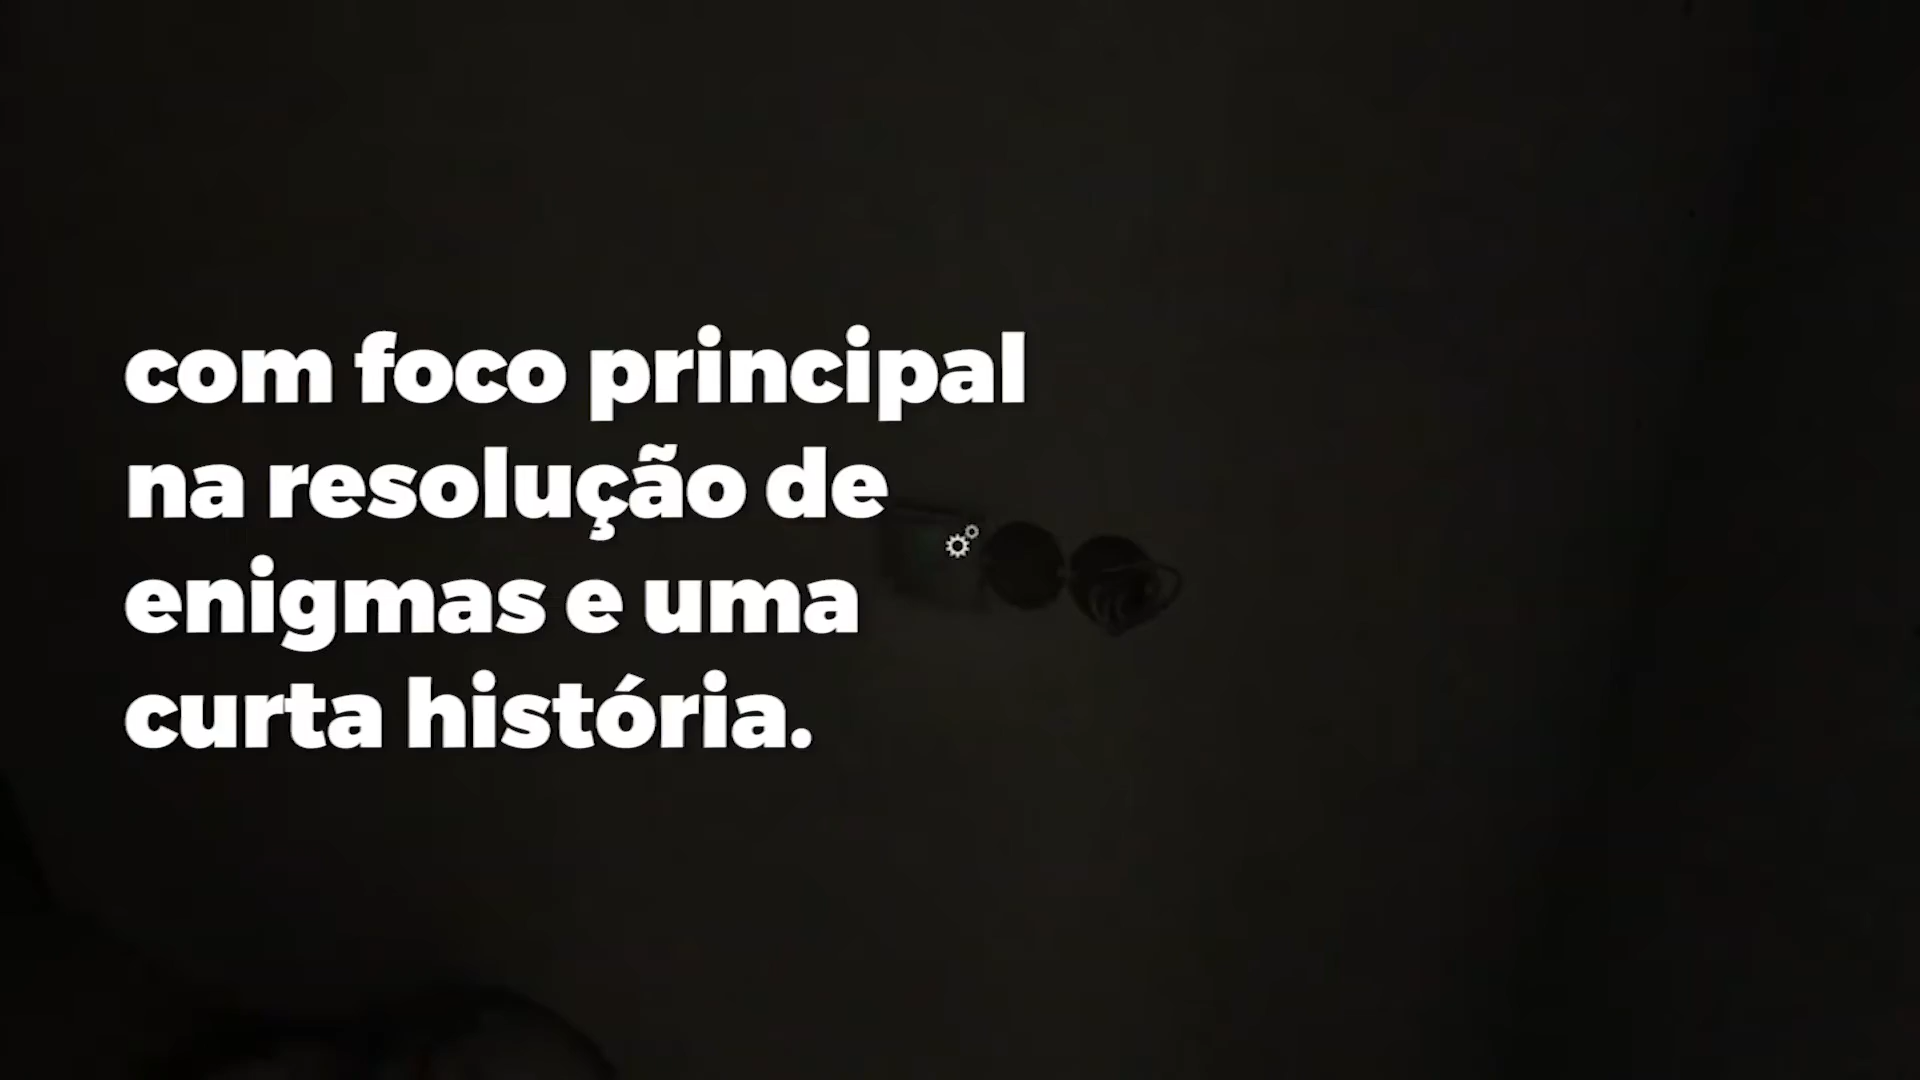 com foco principal
na resolução de
enigmas e uma
curta história.